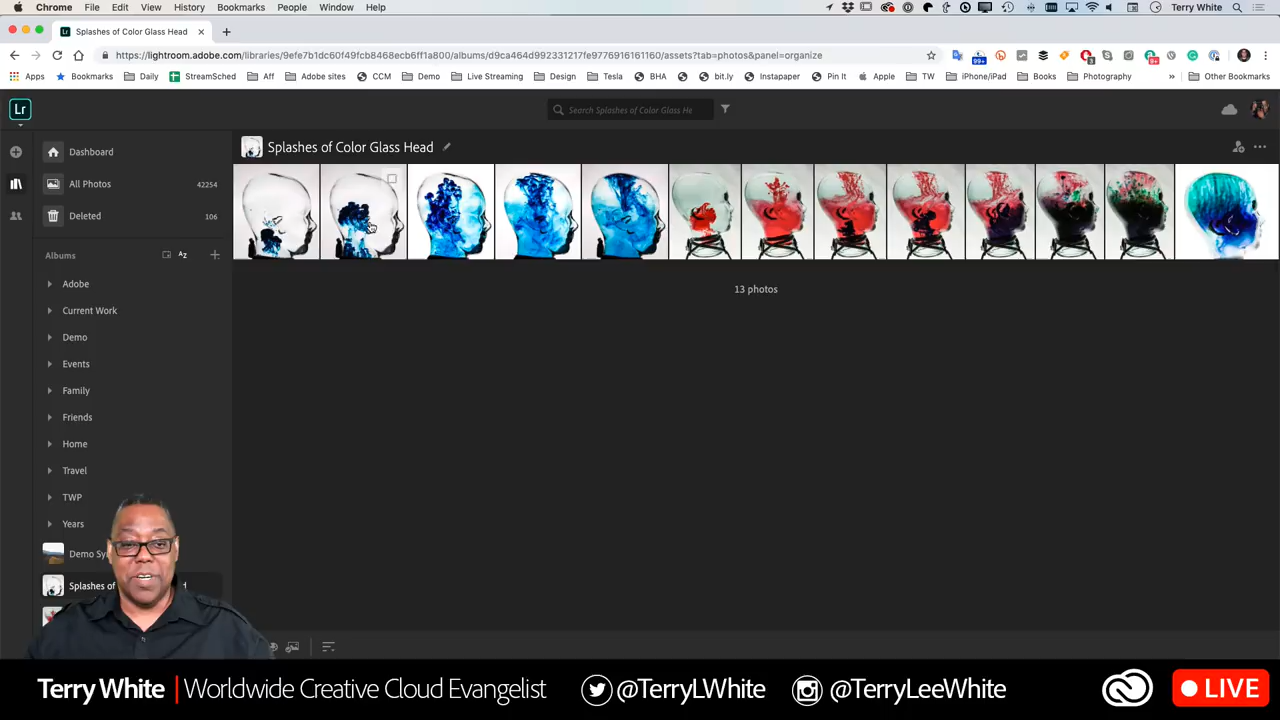 Chrome File Edit View History Bookmarks People Window Help Terry White
Splashes of Color Glass Head
https://lightroom.adobe.com/libraries/9efe7b1dc60f49fcb8468ecb6ff1a800/albums/d9ca464d992331217fe9776916161160/assets?tab=photos&panel=organize
Apps Bookmarks Daily StreamSched Aff Adobe sites CCM Demo Live Streaming Design Tesla BHA bit.ly Instapaper Pin It Apple TW iPhone/iPad Books Photography Other Bookmarks
Lr Search Splashes of Color Glass He
Dashboard
Splashes of Color Glass Head
All Photos 42254
Deleted 106
Albums
Adobe
13 photos
Current Work
Demo
Events
Family
Friends
Home
Travel
TWP
Years
Demo
Splashes of
Terry White | Worldwide Creative Cloud Evangelist @TerryLWhite @TerryLeeWhite LIVE